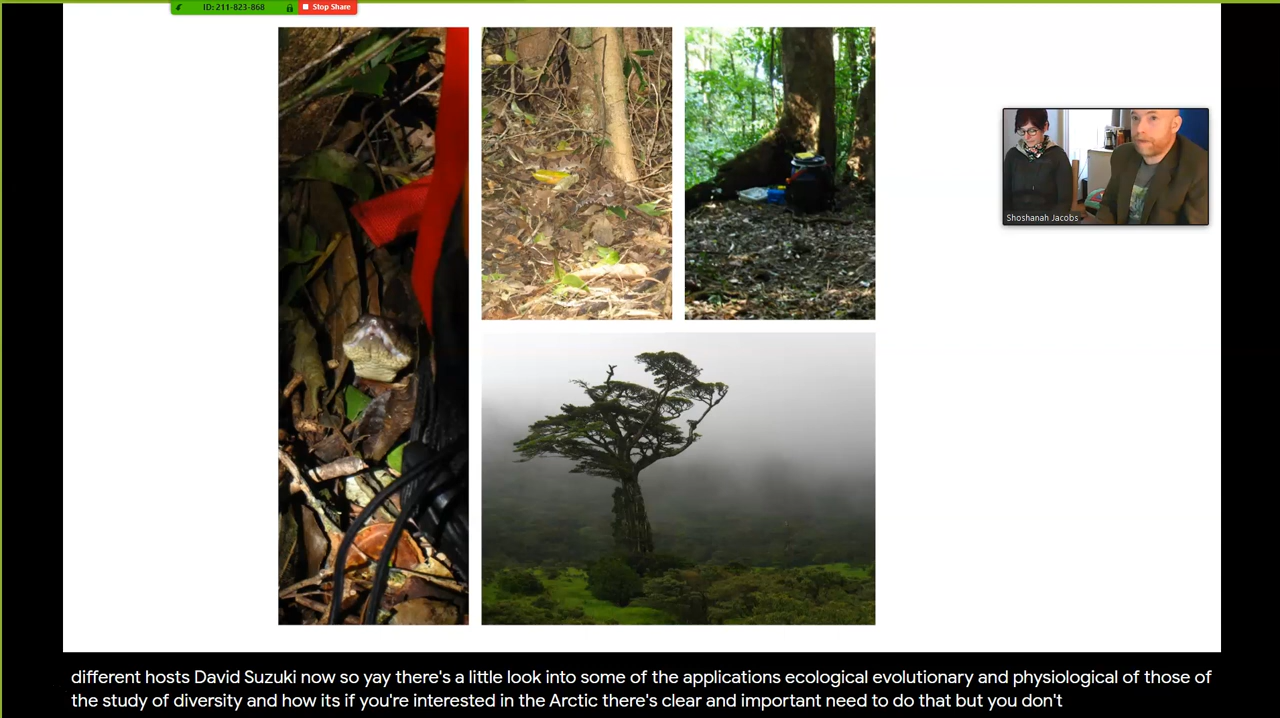 ID: 211-823-868
Stop Share
Shoshanah Jacobs
different hosts David Suzuki now so yay there's a little look into some of the applications ecological evolutionary and physiological of those of
the study of diversity and how its if you're interested in the Arctic there's clear and important need to do that but you don't